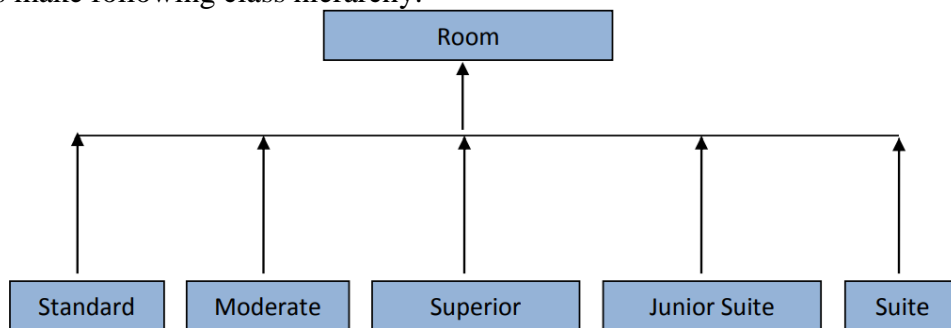 make following class hierarchy.
Room
Standard
Moderate
Superior
Junior Suite
Suite